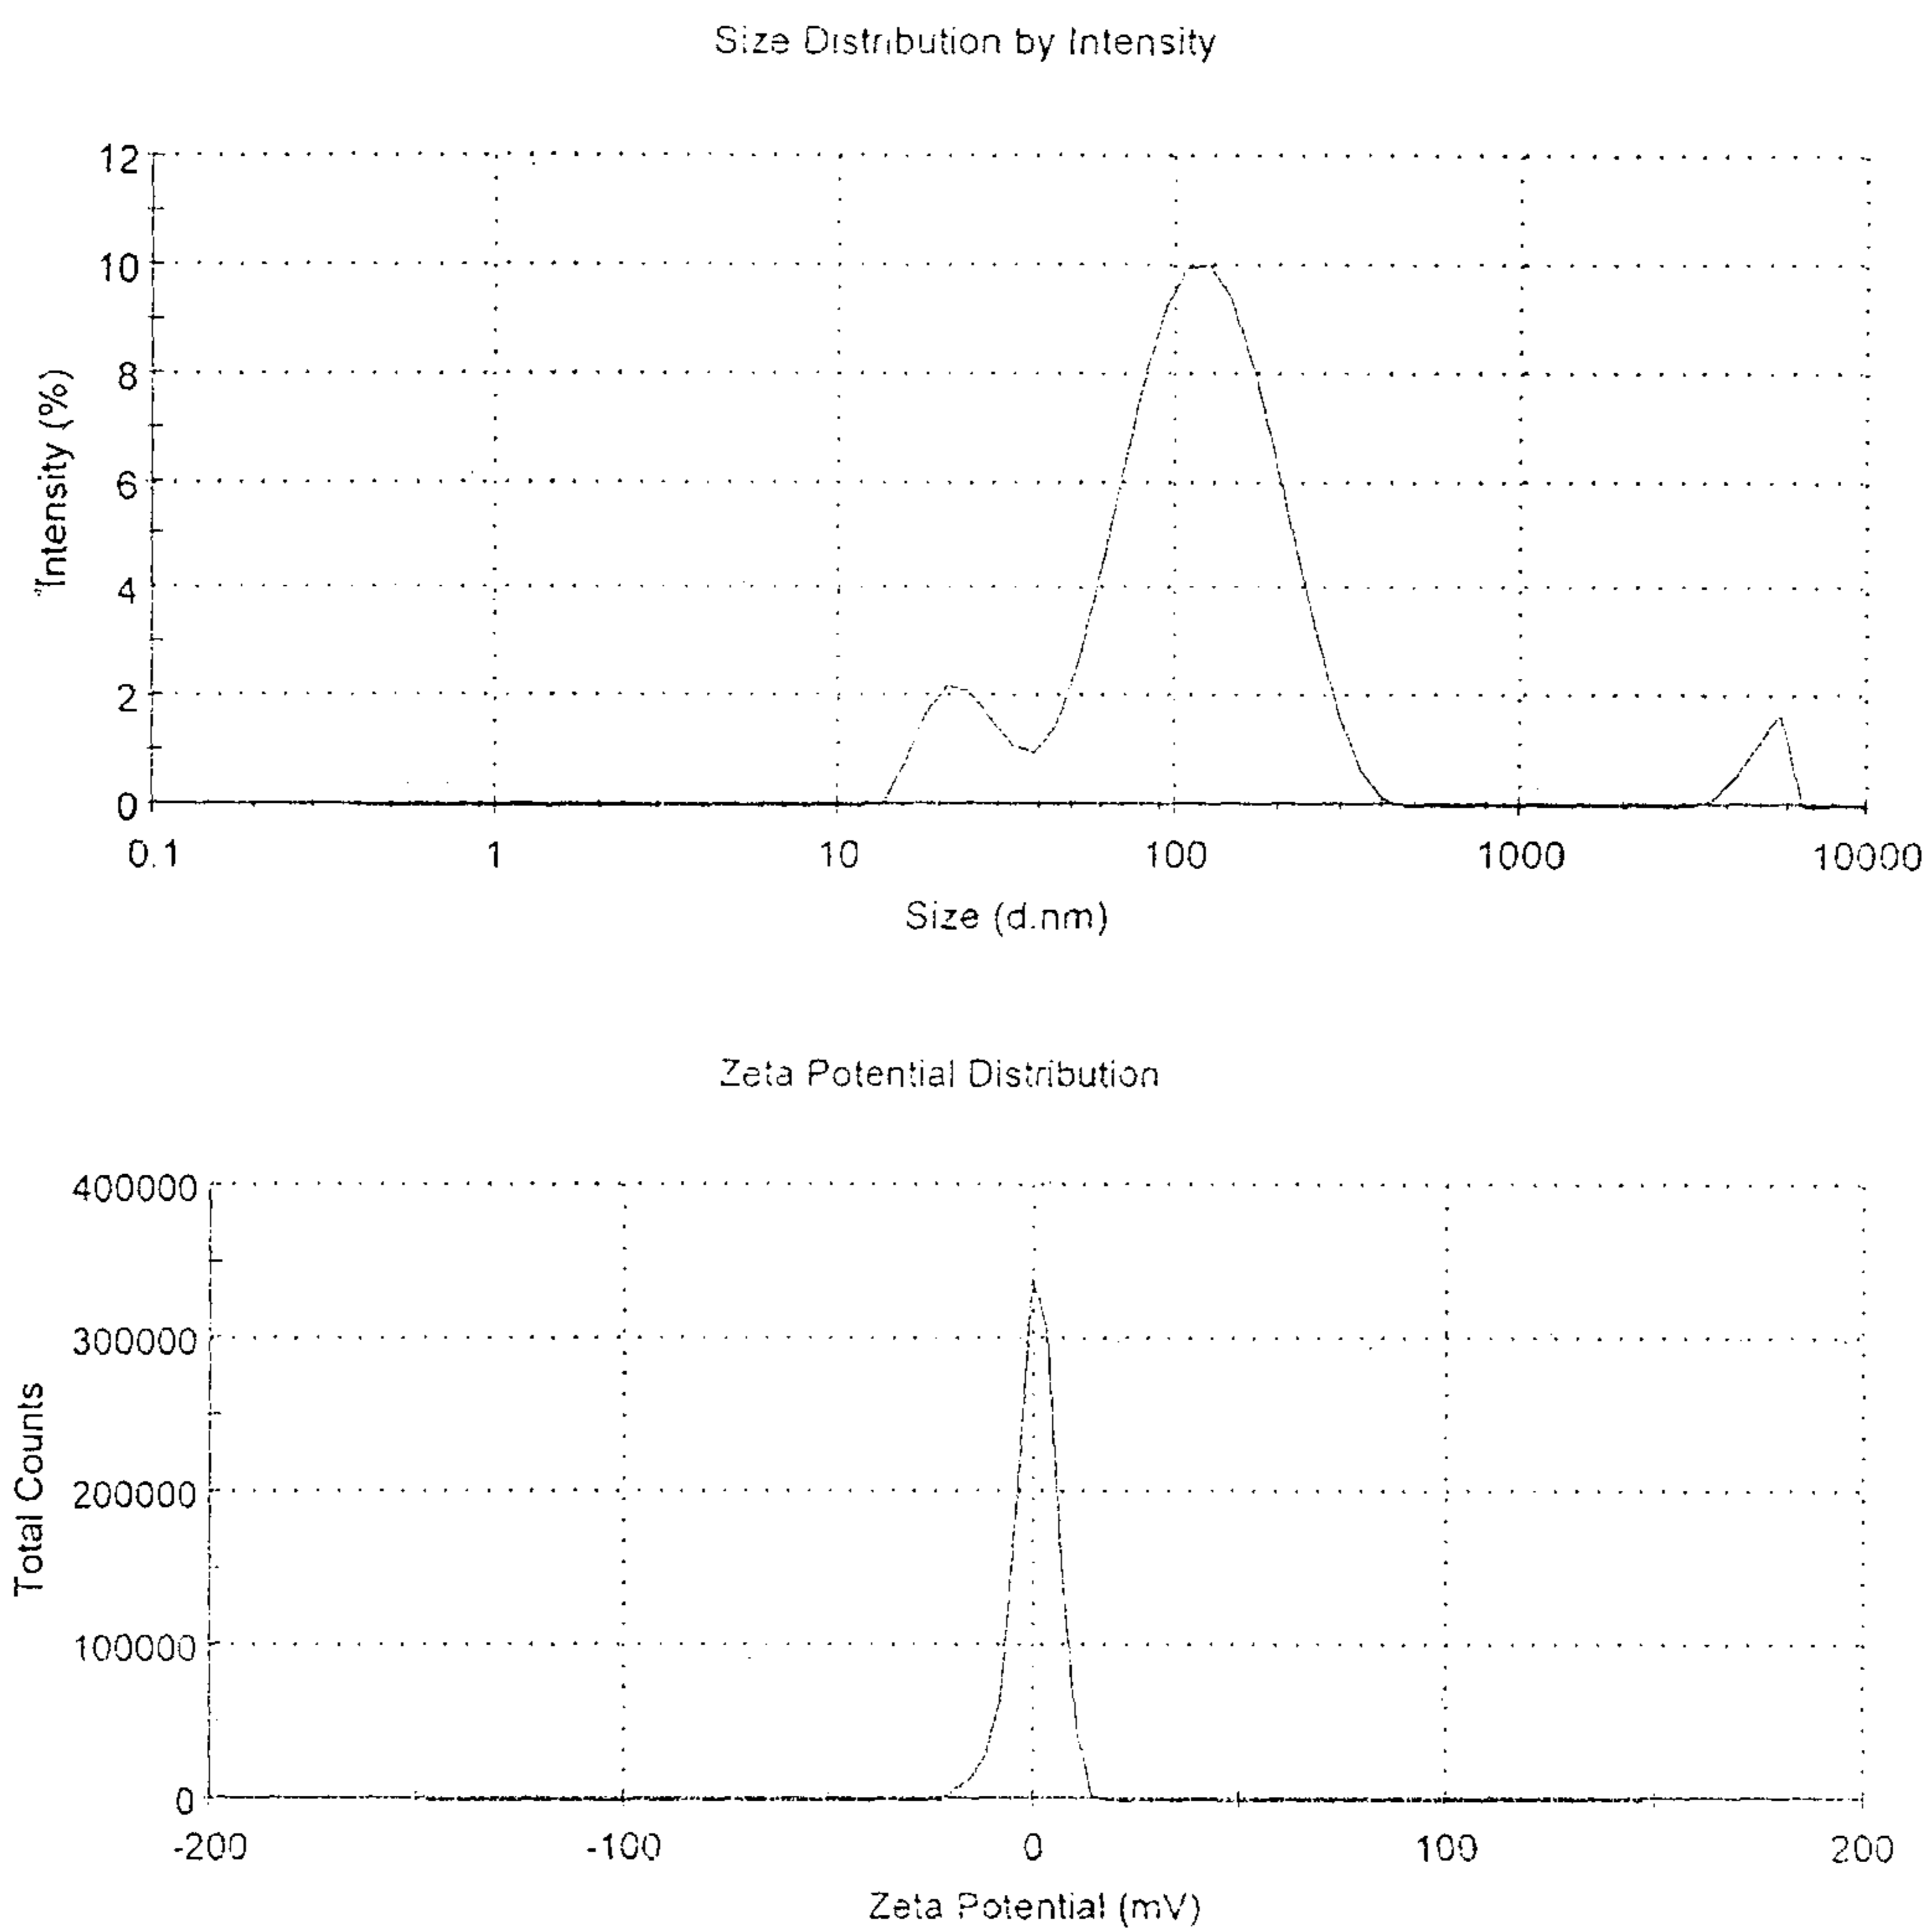 Size Distribution by Intensity
12
10
8
6
4
2
0
Intensity (%)
0.1 1 10 100 1000 10000
Size (d.nm)
Zeta Potential Distribution
400000
300000
200000
100000
0
Total Counts
-200 -100 0 100 200
Zeta Potential (mV)